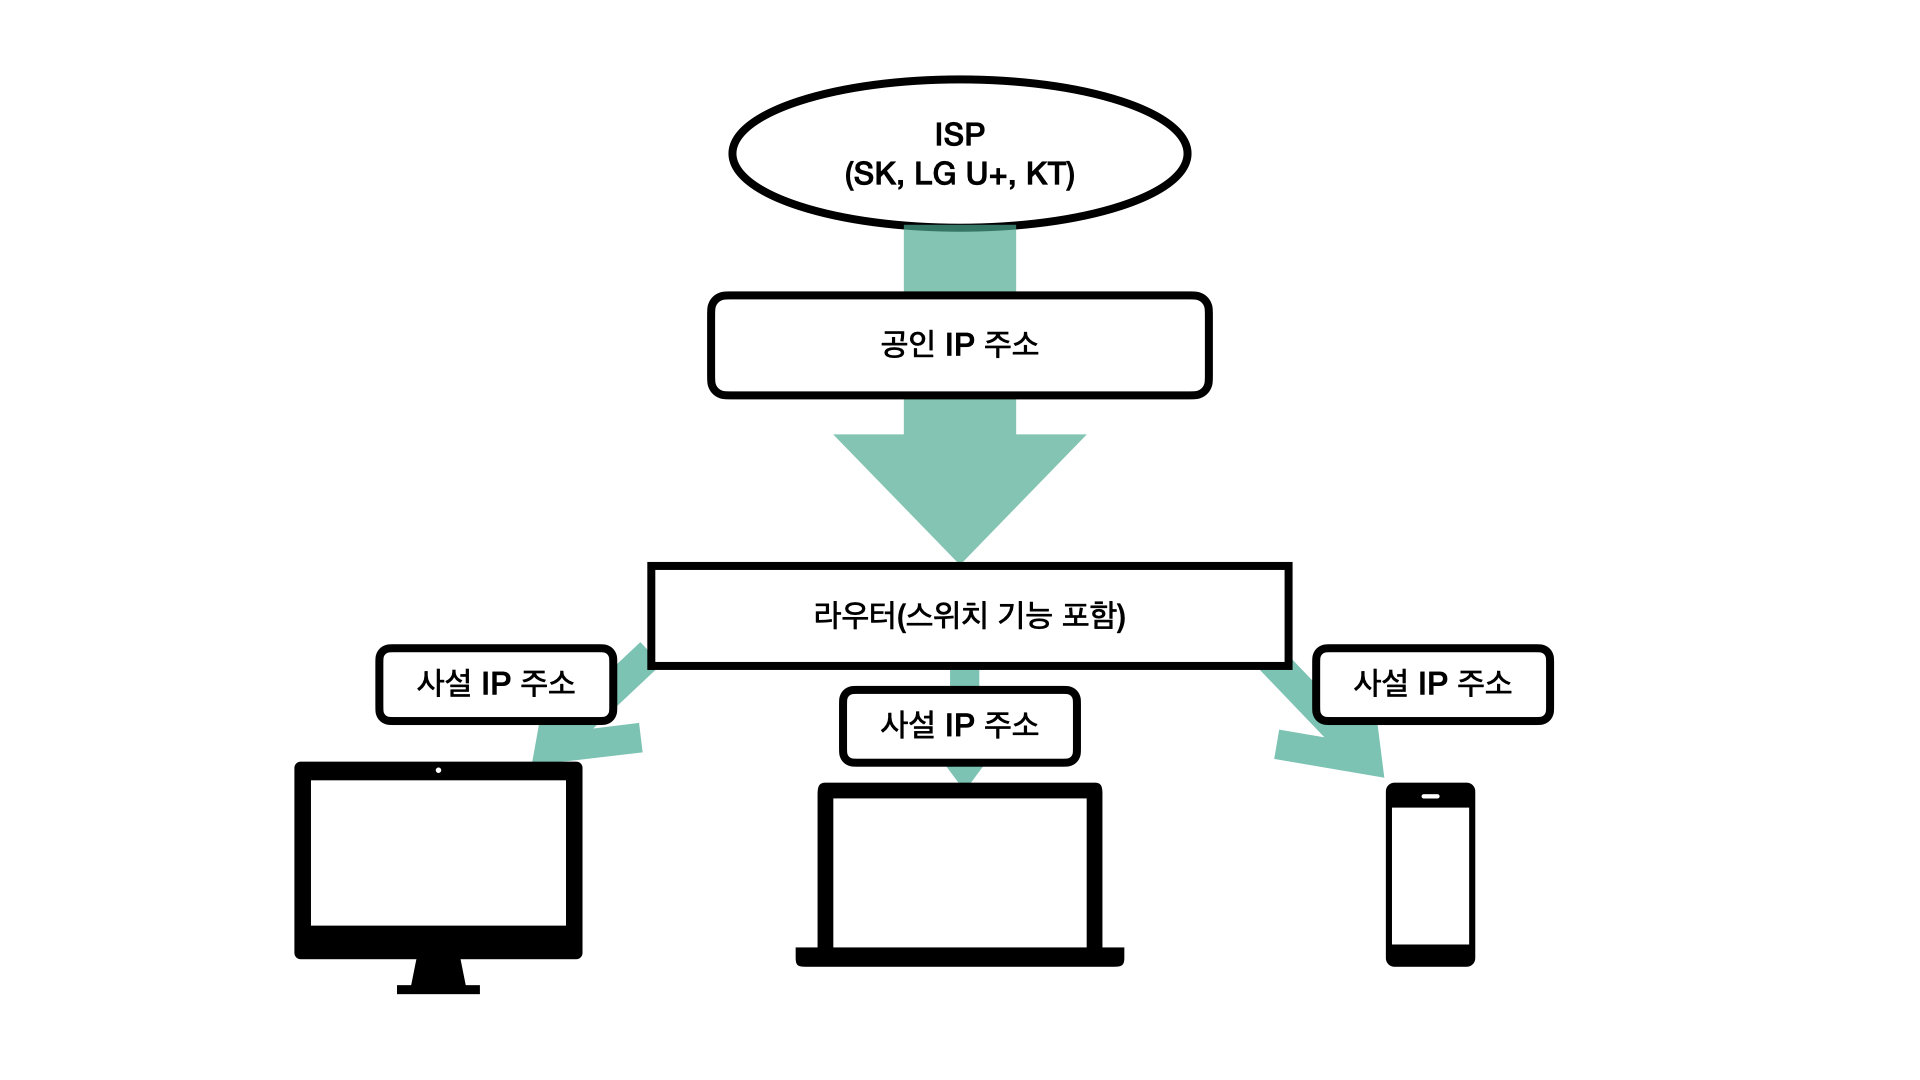 ISP
(SK, LG U+, KT)
공인 IP 주소
라우터(스위치 기능 포함)
사설 IP 주소
사설 IP 주소
사설 IP 주소